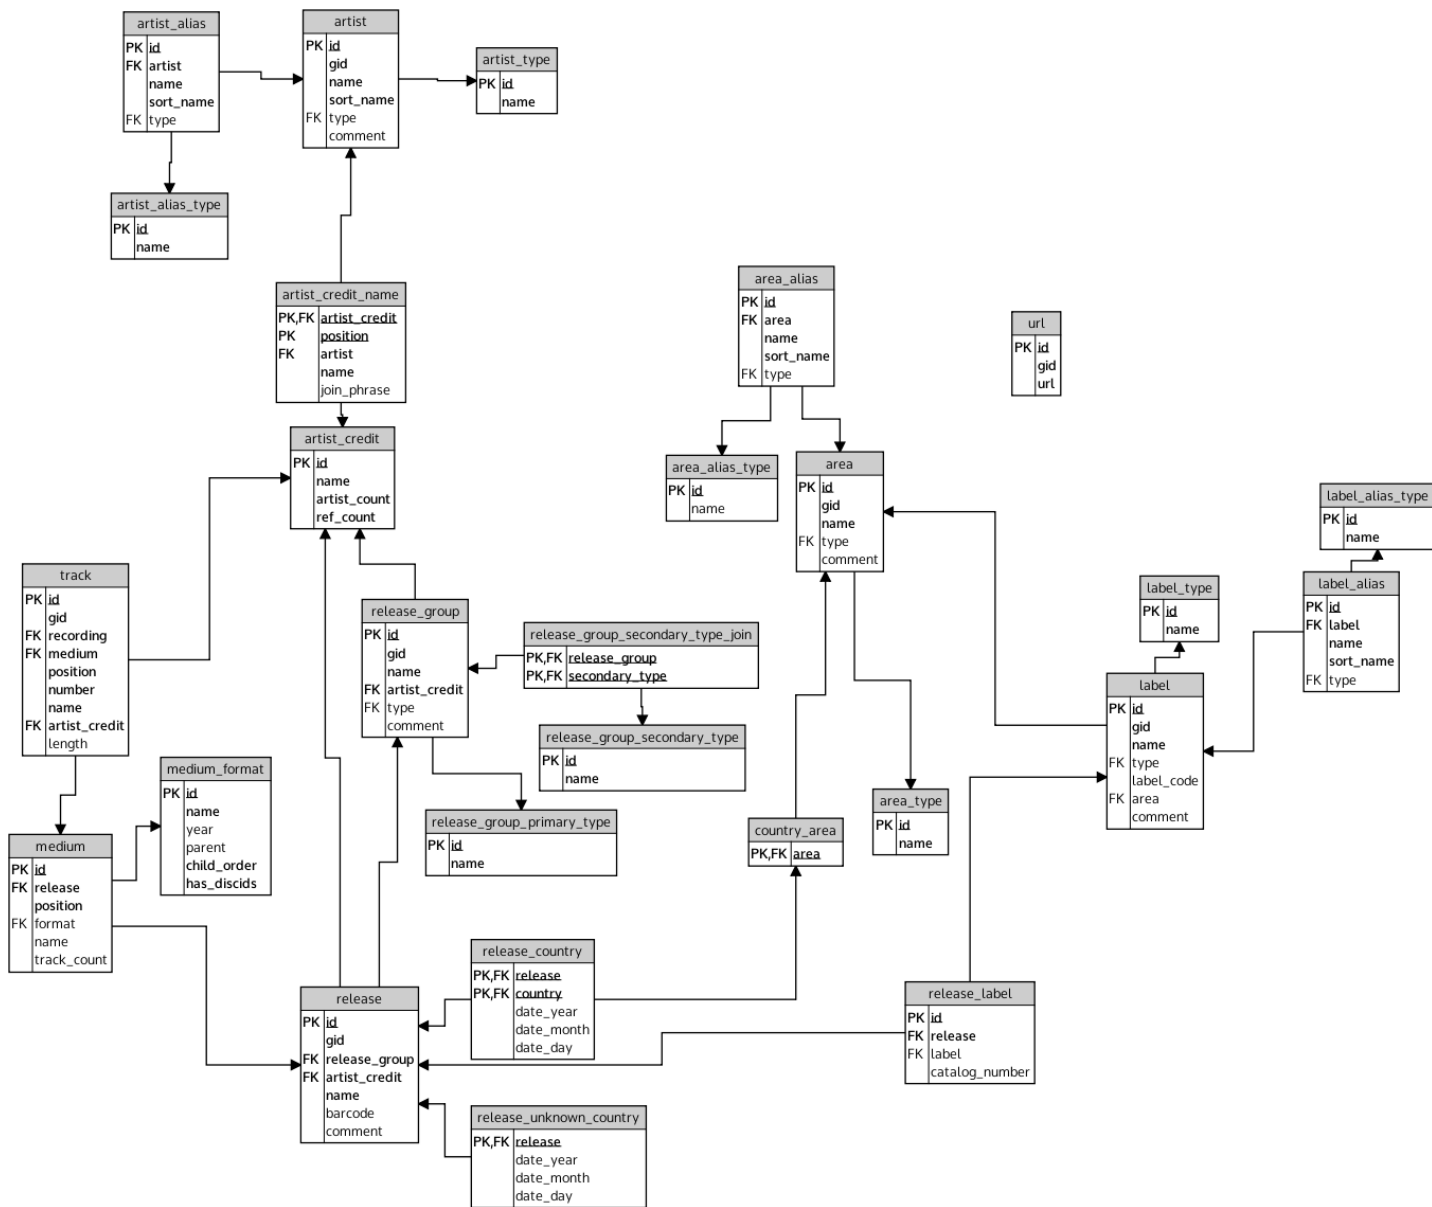 artist_alias
PK id
FK artist
name
sort_name
FK type
artist
PK id
gid
name
sort_name
FK type
comment
artist_type
PK id
name
artist_alias_type
PK id
name
artist_credit_name
PK,FK artist_credit
PK position
FK artist
name
join_phrase
area_alias
PK id
FK area
name
sort_name
FK type
url
PK id
gid
url
artist_credit
PK id
name
artist_count
ref_count
area_alias_type
PK id
name
area
PK id
gid
name
FK type
comment
label_alias_type
PK id
name
track
PK id
gid
FK recording
FK medium
position
number
name
FK artist_credit
length
release_group
PK id
gid
name
FK artist_credit
FK type
comment
release_group_secondary_type_join
PK,FK release_group
PK,FK secondary_type
label_type
PK id
name
label_alias
PK id
FK label
name
sort_name
FK type
label
PK id
gid
name
FK type
label_code
FK area
comment
release_group_secondary_type
PK id
name
medium_format
PK id
name
year
parent
child_order
has_discids
release_group_primary_type
PK id
name
country_area
PK,FK area
area_type
PK id
name
medium
PK id
FK release
position
FK format
name
track_count
release_country
PK,FK release
PK,FK country
date_year
date_month
date_day
release
PK id
gid
FK release_group
FK artist_credit
name
barcode
comment
release_label
PK id
FK release
FK label
catalog_number
release_unknown_country
PK,FK release
date_year
date_month
date_day